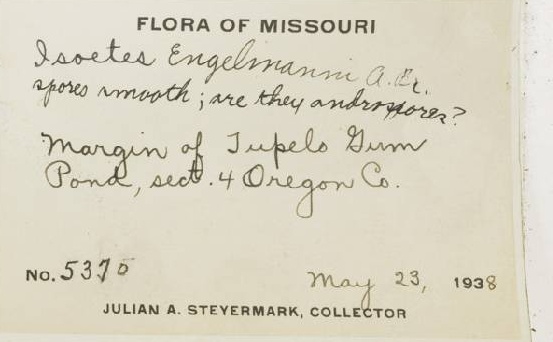 FLORA OF MISSOURI
Isoetes Engelmanni A. Br.
spores smooth; are they androspores?
Margin of Tupelo Gum
Pond, sect. 4 Oregon Co.
No. 5375 May 23, 1938
JULIAN A. STEYERMARK, COLLECTOR